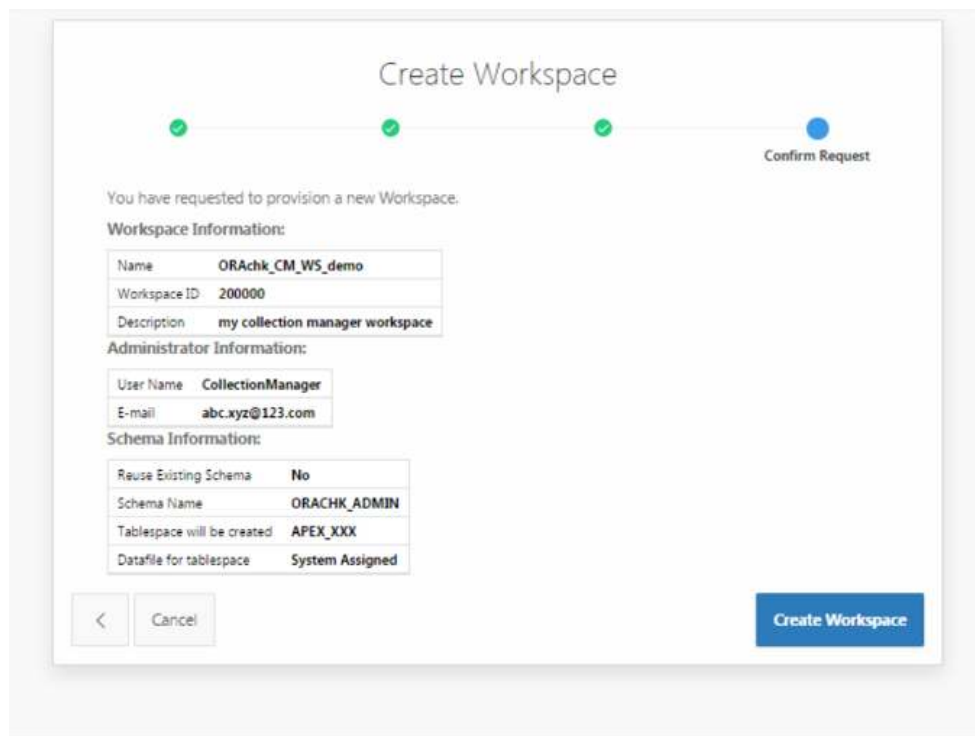 Create Workspace
Confirm Request
You have requested to provision a new Workspace.
Workspace Information:
Name ORAchk_CM_WS_demo
Workspace ID 200000
Description my collection manager workspace
Administrator Information:
User Name CollectionManager
E-mail abc.xyz@123.com
Schema Information:
Reuse Existing Schema No
Schema Name ORACHK_ADMIN
Tablespace will be created APEX_XXX
Datafile for tablespace System Assigned
Cancel
Create Workspace